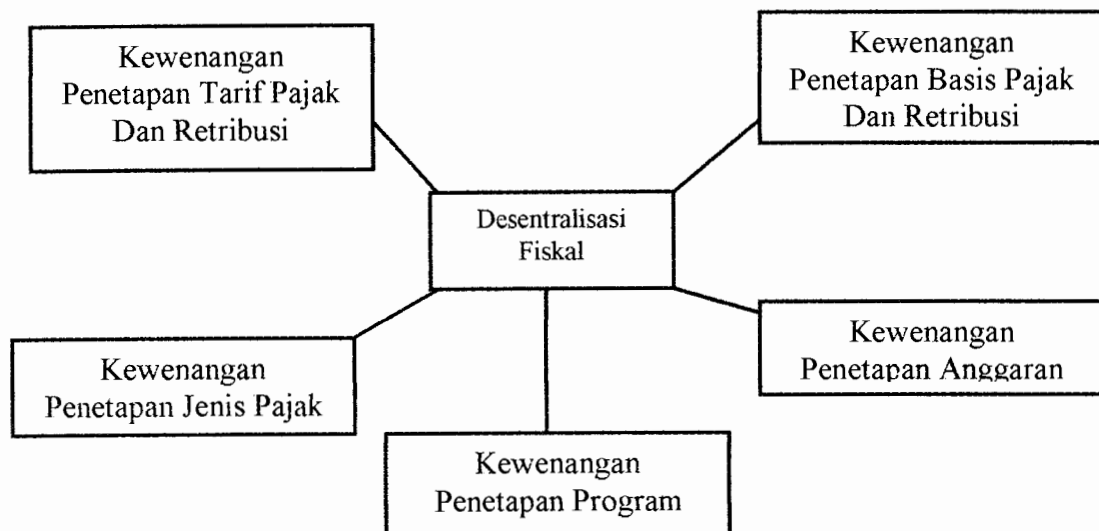 Kewenangan
Penetapan Tarif Pajak
Dan Retribusi
Kewenangan
Penetapan Basis Pajak
Dan Retribusi
Desentralisasi
Fiskal
Kewenangan
Penetapan Jenis Pajak
Kewenangan
Penetapan Anggaran
Kewenangan
Penetapan Program